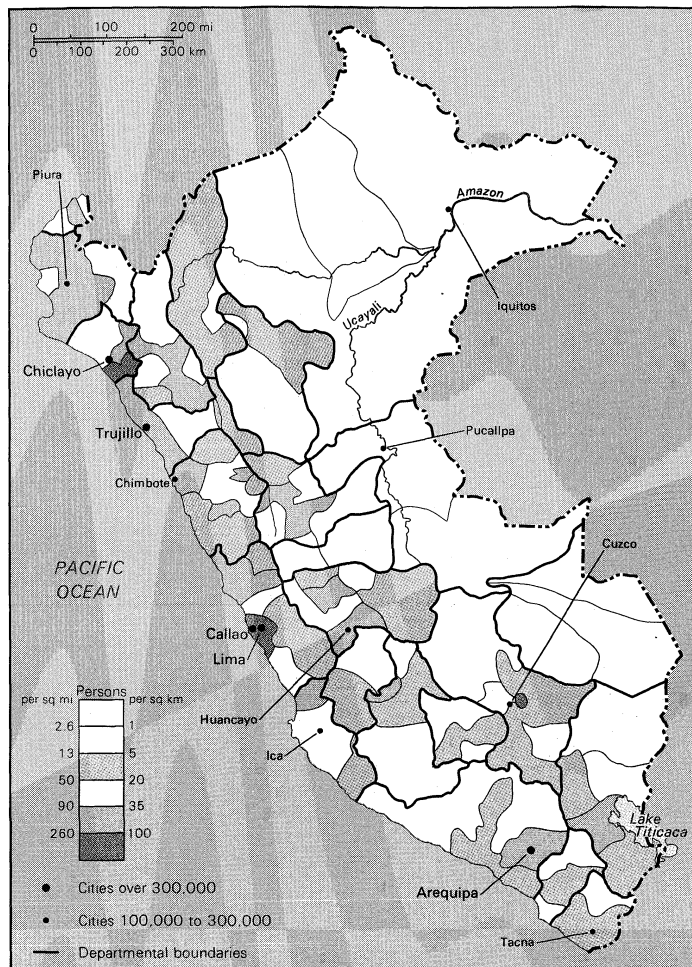 0 100 200 mi
0 100 200 300 km
Piura
Amazon
Iquitos
Ucayali
Chiclayo
Trujillo
Pucallpa
Chimbote
Cuzco
PACIFIC
OCEAN
Callao
Lima
Persons
per sq mi per sq km
2.6 1
13 5
50 20
90 35
260 100
Huancayo
Ica
Lake
Titicaca
Cities over 300,000
Arequipa
Cities 100,000 to 300,000
Tacna
Departmental boundaries